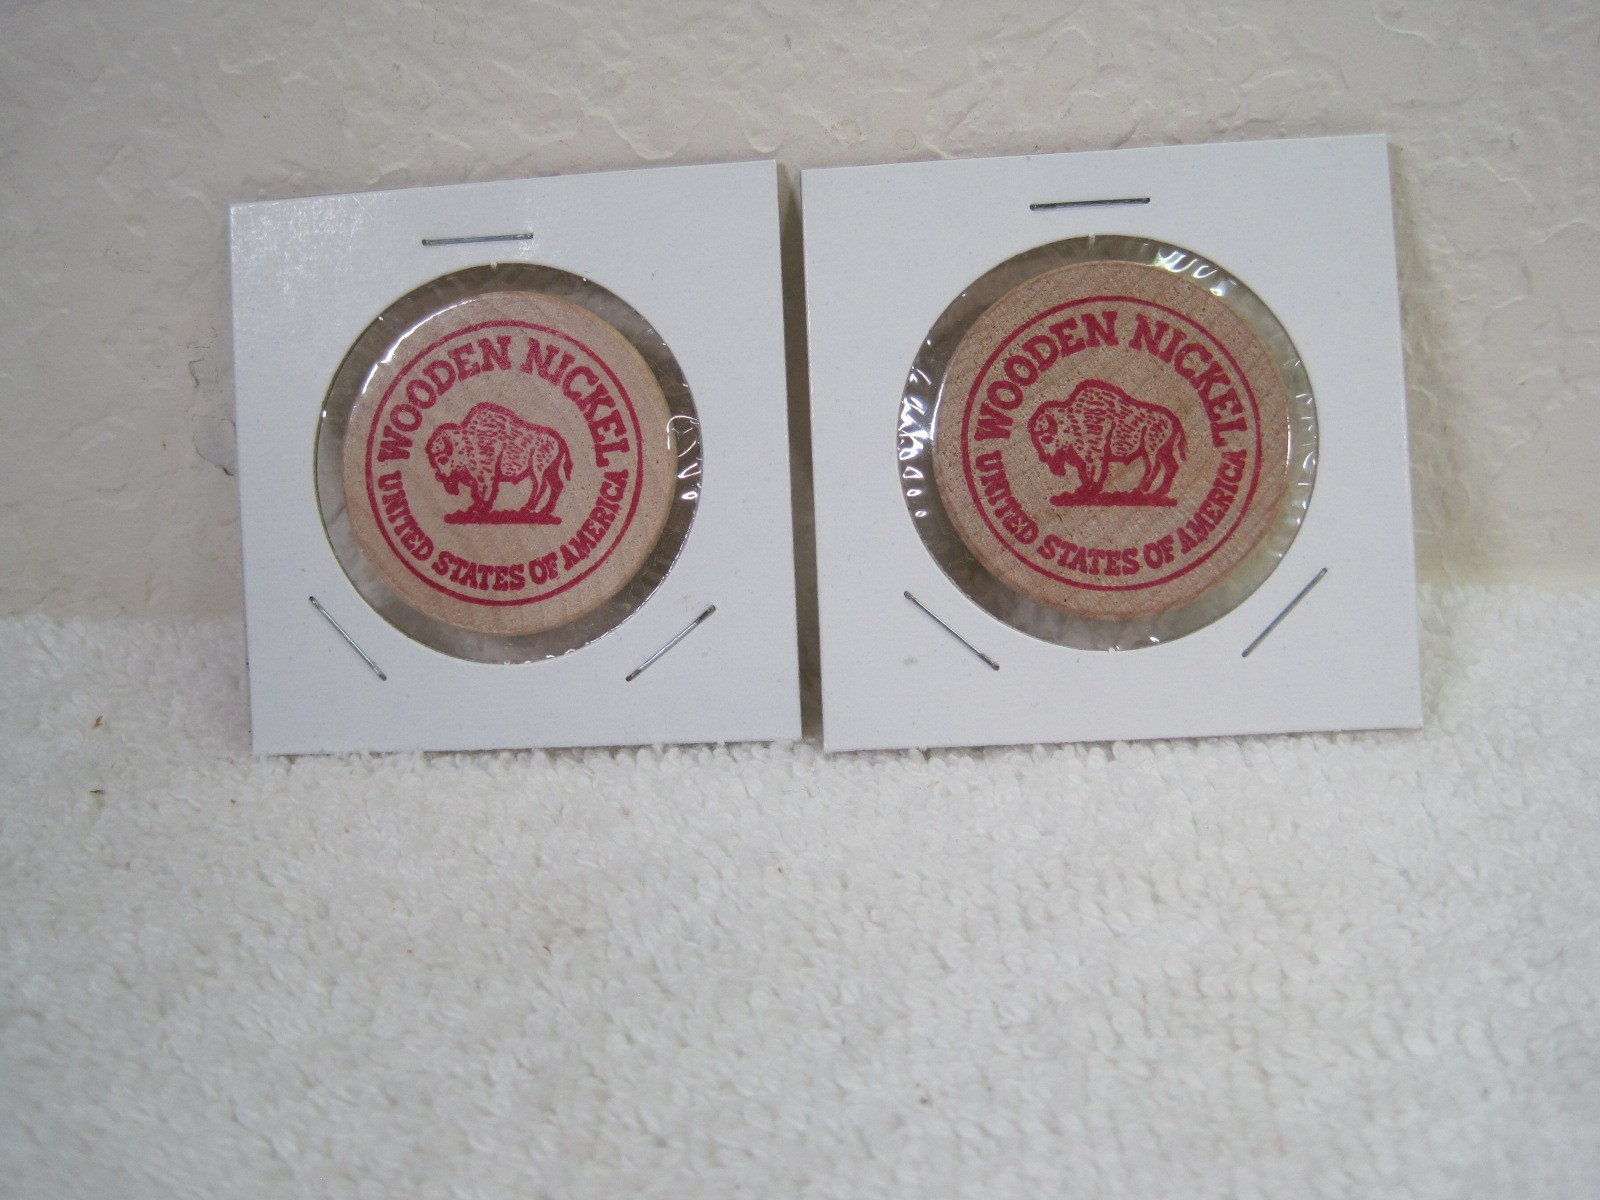 WOODEN NICKEL
UNITED STATES OF AMERICA
WOODEN NICKEL
UNITED STATES OF AMERICA